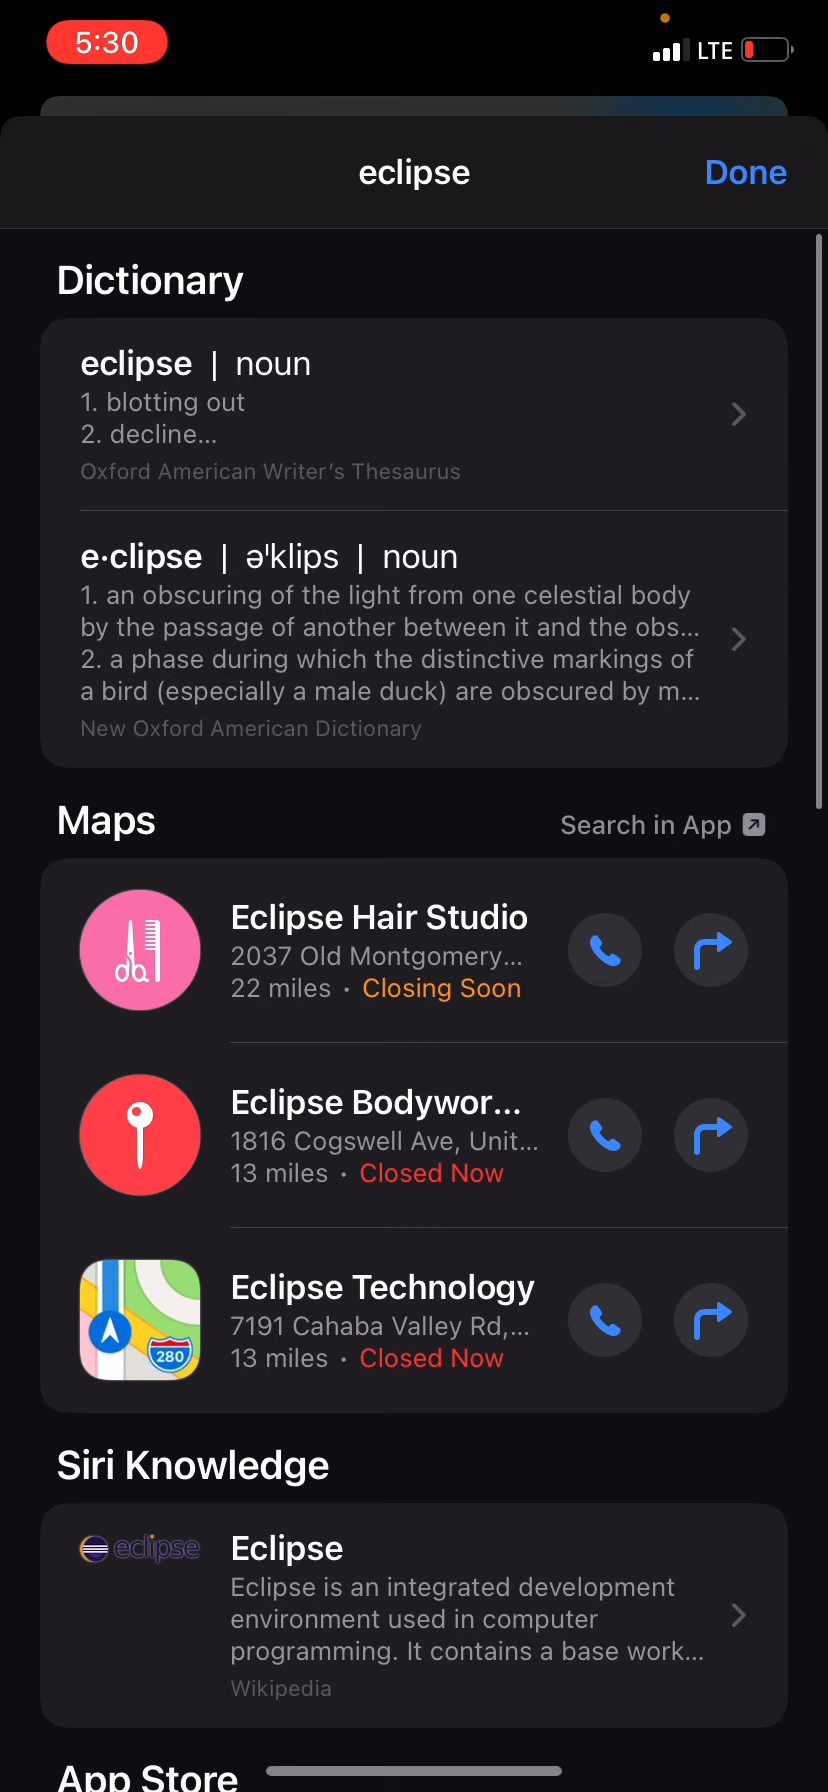 5:30
LTE
eclipse
Done
Dictionary
eclipse | noun
1. blotting out
2. decline...
Oxford American Writer's Thesaurus
e·clipse | əˈklips | noun
1. an obscuring of the light from one celestial body
by the passage of another between it and the obs...
2. a phase during which the distinctive markings of
a bird (especially a male duck) are obscured by m...
New Oxford American Dictionary
Maps
Search in App
Eclipse Hair Studio
2037 Old Montgomery...
22 miles · Closing Soon
Eclipse Bodywor...
1816 Cogswell Ave, Unit...
13 miles · Closed Now
280
Eclipse Technology
7191 Cahaba Valley Rd,...
13 miles · Closed Now
Siri Knowledge
eclipse
Eclipse
Eclipse is an integrated development
environment used in computer
programming. It contains a base work...
Wikipedia
App Store